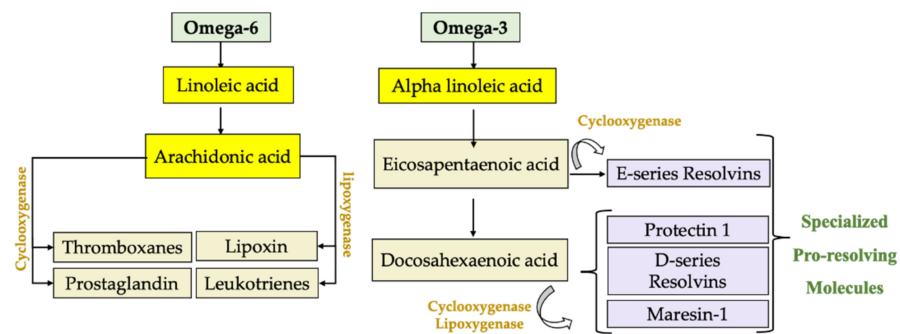 Omega-6
Linoleic acid
Arachidonic acid
Cyclooxygenase
lipoxygenase
Thromboxanes
Lipoxin
Prostaglandin
Leukotrienes
Omega-3
Alpha linoleic acid
Cyclooxygenase
Eicosapentaenoic acid
E-series Resolvins
Docosahexaenoic acid
Cyclooxygenase
Lipoxygenase
Protectin 1
D-series
Resolvins
Maresin-1
Specialized
Pro-resolving
Molecules